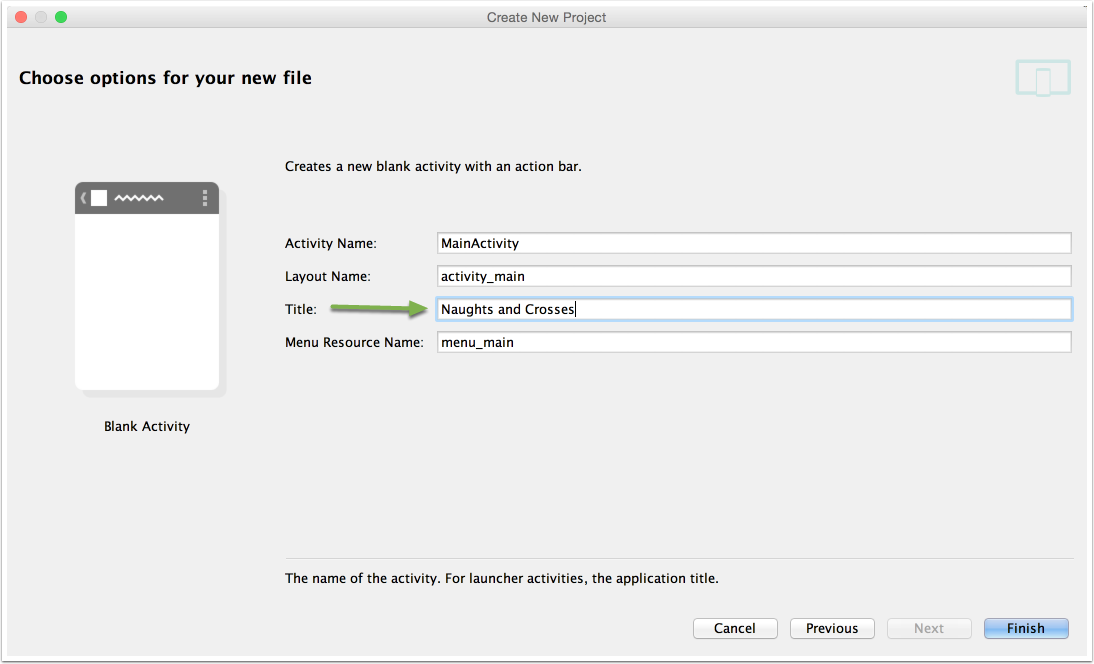 Create New Project
Choose options for your new file
Creates a new blank activity with an action bar.
Activity Name: MainActivity
Layout Name: activity_main
Title: Naughts and Crosses
Menu Resource Name: menu_main
Blank Activity
The name of the activity. For launcher activities, the application title.
Cancel Previous Next Finish